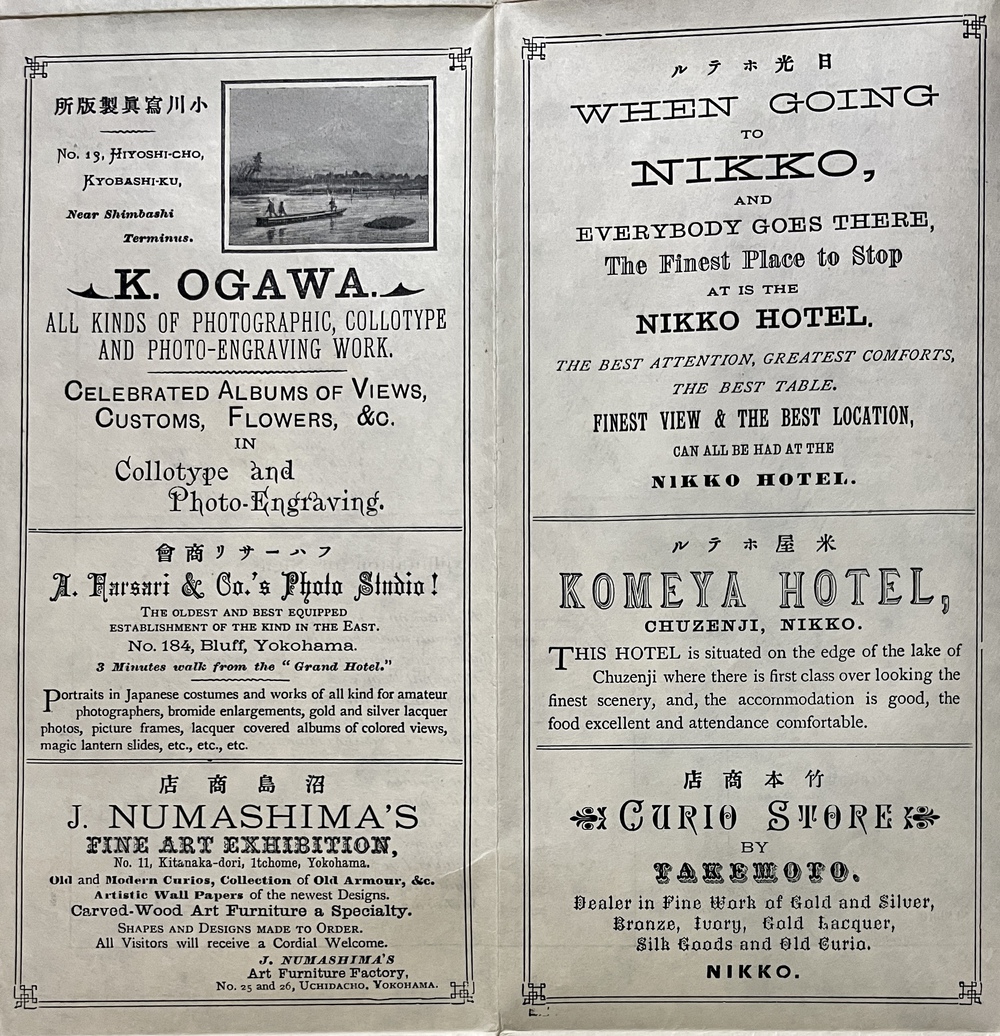 所版製眞寫川小
No. 13, HIYOSHI-CHO,
KYOBASHI-KU,
Near Shimbashi
Terminus.
K. OGAWA.
ALL KINDS OF PHOTOGRAPHIC, COLLOTYPE
AND PHOTO-ENGRAVING WORK.
CELEBRATED ALBUMS OF VIEWS,
CUSTOMS, FLOWERS, &c.
IN
Collotype and
Photo-Engraving.
會商リサーハフ
A. Farsari & Co.'s Photo Studio!
THE OLDEST AND BEST EQUIPPED
ESTABLISHMENT OF THE KIND IN THE EAST.
No. 184, Bluff, Yokohama.
3 Minutes walk from the "Grand Hotel."
Portraits in Japanese costumes and works of all kind for amateur
photographers, bromide enlargements, gold and silver lacquer
photos, picture frames, lacquer covered albums of colored views,
magic lantern slides, etc., etc., etc.
店商島沼
J. NUMASHIMA'S
FINE ART EXHIBITION,
No. 11, Kitanaka-dori, 1tchome, Yokohama.
Old and Modern Curios, Collection of Old Armour, &c.
Artistic Wall Papers of the newest Designs.
Carved-Wood Art Furniture a Specialty.
SHAPES AND DESIGNS MADE TO ORDER.
All Visitors will receive a Cordial Welcome.
J. NUMASHIMA'S
Art Furniture Factory,
No. 25 and 26, UCHIDACHO, YOKOHAMA.
ルテホ光日
WHEN GOING
TO
NIKKO,
AND
EVERYBODY GOES THERE,
The Finest Place to Stop
AT IS THE
NIKKO HOTEL.
THE BEST ATTENTION, GREATEST COMFORTS,
THE BEST TABLE.
FINEST VIEW & THE BEST LOCATION,
CAN ALL BE HAD AT THE
NIKKO HOTEL.
ルテホ屋米
KOMEYA HOTEL,
CHUZENJI, NIKKO.
THIS HOTEL is situated on the edge of the lake of
Chuzenji where there is first class over looking the
finest scenery, and, the accommodation is good, the
food excellent and attendance comfortable.
店商本竹
CURIO STORE
BY
TAKEMOTO.
Dealer in Fine Work of Gold and Silver,
Bronze, Ivory, Gold Lacquer,
Silk Goods and Old Curio.
NIKKO.